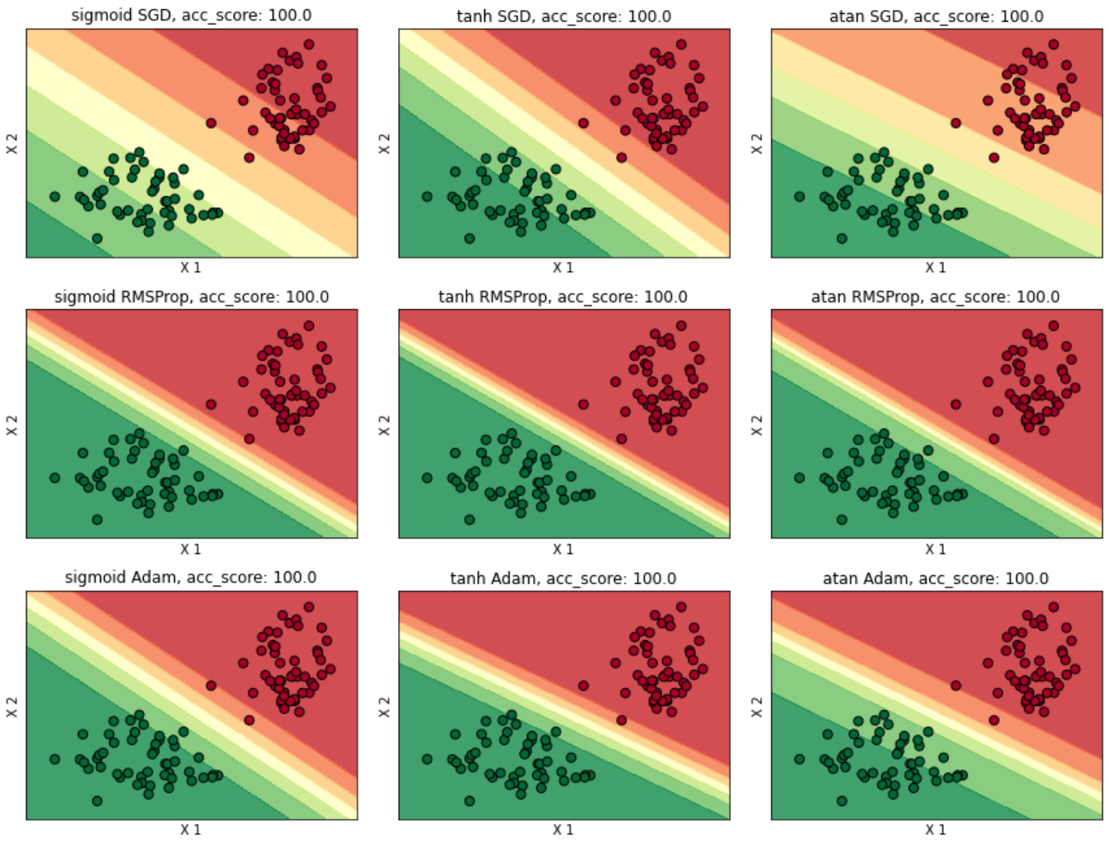 sigmoid SGD, acc_score: 100.0
tanh SGD, acc_score: 100.0
atan SGD, acc_score: 100.0
X 2
X 2
X 2
X 1
X 1
X 1
sigmoid RMSProp, acc_score: 100.0
tanh RMSProp, acc_score: 100.0
atan RMSProp, acc_score: 100.0
X 2
X 2
X 2
X 1
X 1
X 1
sigmoid Adam, acc_score: 100.0
tanh Adam, acc_score: 100.0
atan Adam, acc_score: 100.0
X 2
X 2
X 2
X 1
X 1
X 1